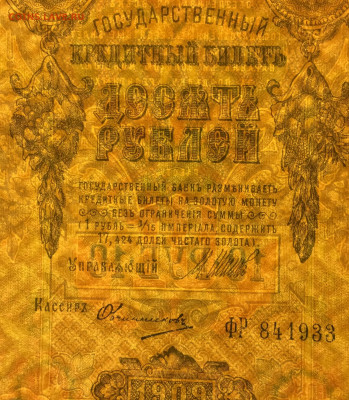 ГОСУДАРСТВЕННЫЙ
КРЕДИТНЫЙ БИЛЕТЪ
ДЕСЯТЬ
РУБЛЕЙ
ГОСУДАРСТВЕННЫЙ БАНКЪ РАЗМѢНИВАЕТЪ
КРЕДИТНЫЕ БИЛЕТЫ НА ЗОЛОТУЮ МОНЕТУ
БЕЗЪ ОГРАНИЧЕНІЯ СУММЫ
(1 РУБЛЬ = 1/15 ИМПЕРІАЛА, СОДЕРЖИТЪ
17,424 ДОЛЕЙ ЧИСТАГО ЗОЛОТА).
Управляющій
Кассиръ
ФР 841933
1909